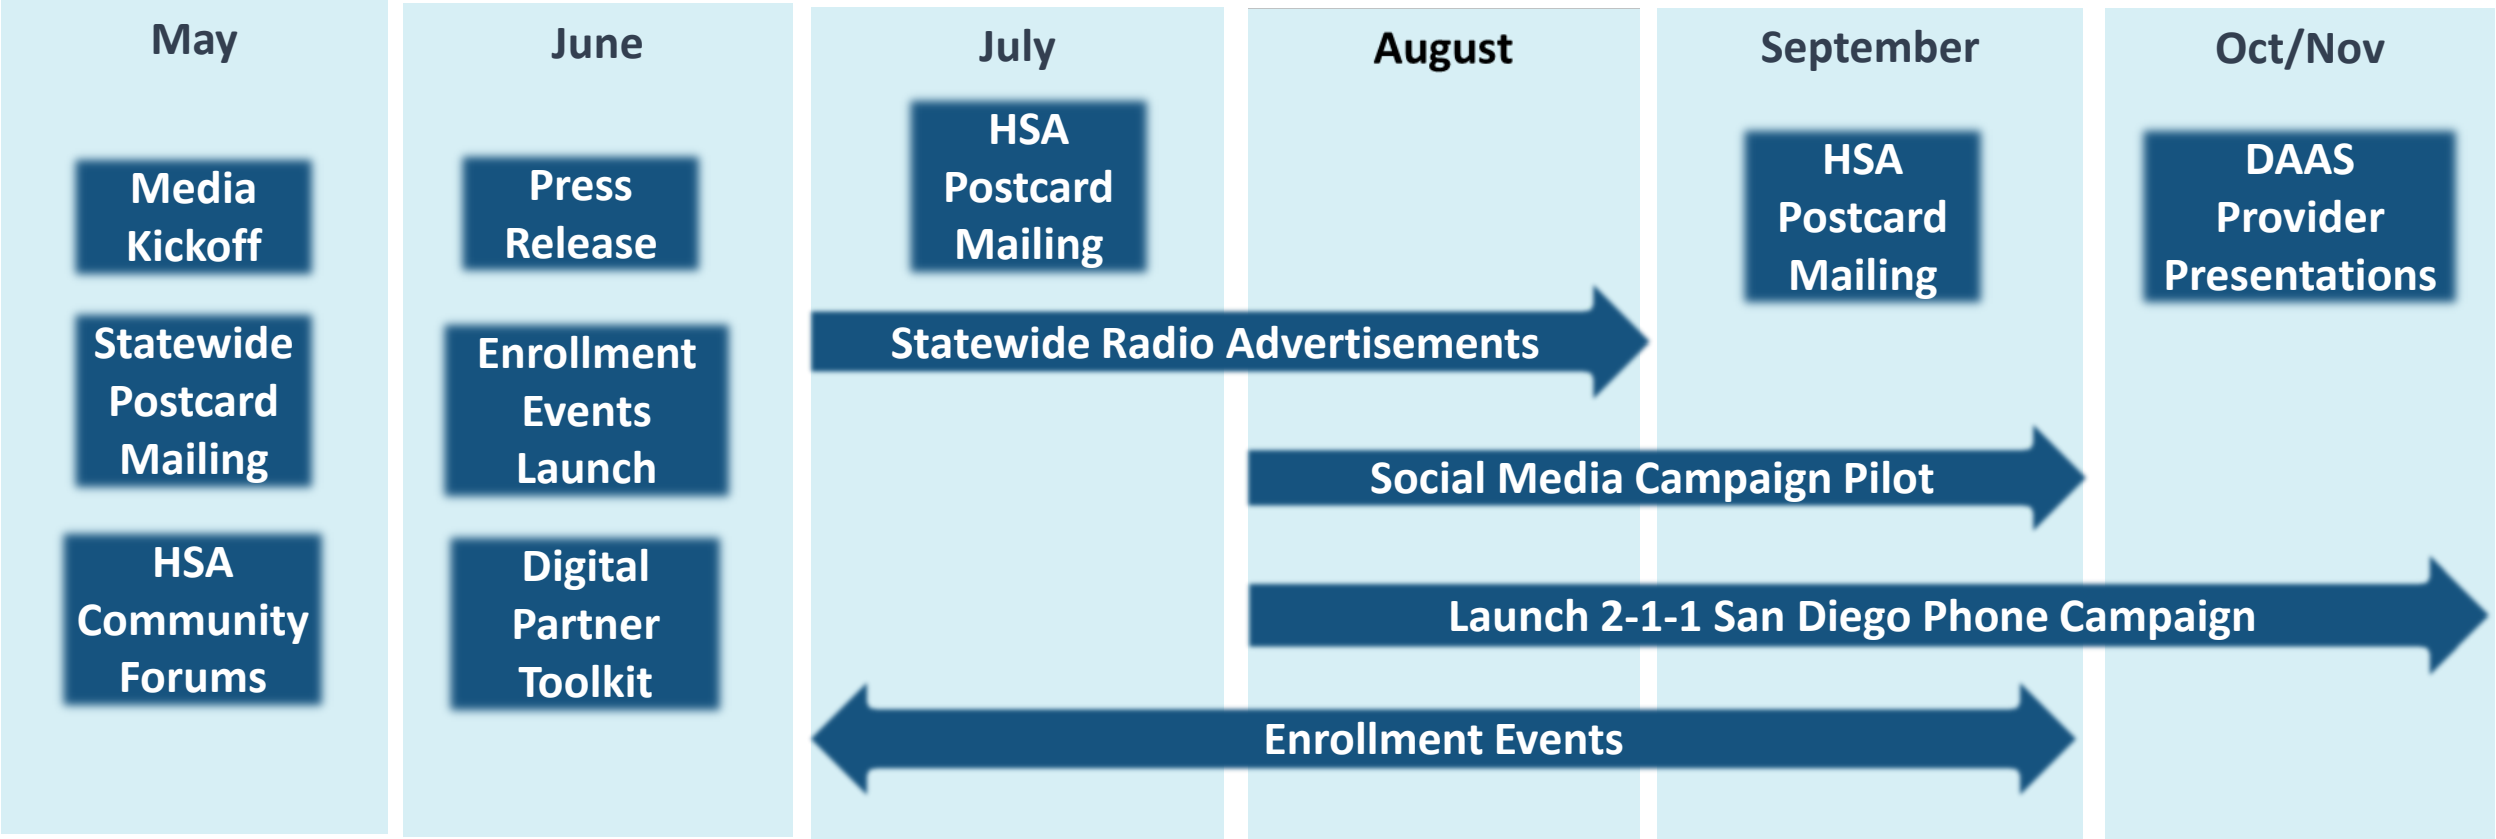 May
Media
Kickoff
Statewide
Postcard
Mailing
HSA
Community
Forums
June
Press
Release
Enrollment
Events
Launch
Digital
Partner
Toolkit
July
HSA
Postcard
Mailing
August
September
HSA
Postcard
Mailing
Oct/Nov
DAAS
Provider
Presentations
Statewide Radio Advertisements
Social Media Campaign Pilot
Launch 2-1-1 San Diego Phone Campaign
Enrollment Events